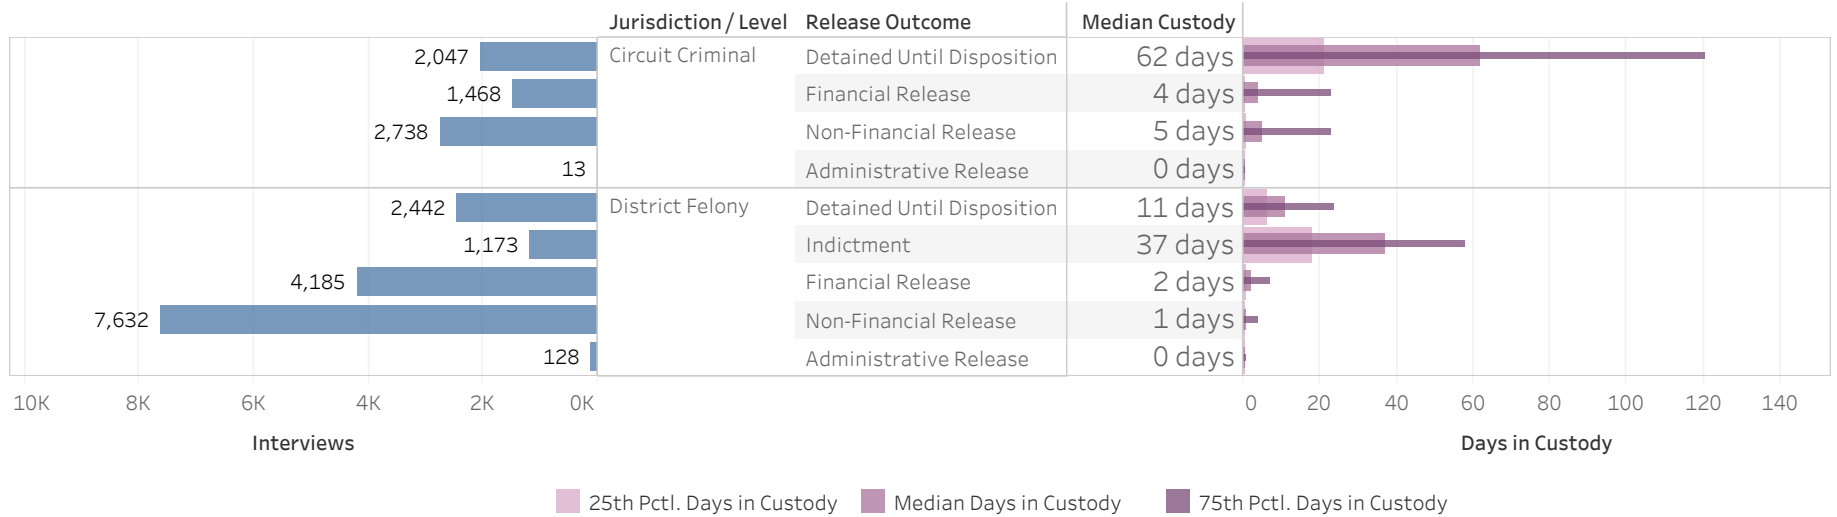 Jurisdiction / Level Release Outcome Median Custody
2,047 Circuit Criminal Detained Until Disposition 62 days
1,468 Financial Release 4 days
2,738 Non-Financial Release 5 days
13 Administrative Release 0 days
2,442 District Felony Detained Until Disposition 11 days
1,173 Indictment 37 days
4,185 Financial Release 2 days
7,632 Non-Financial Release 1 days
128 Administrative Release 0 days
10K 8K 6K 4K 2K 0K 0 20 40 60 80 100 120 140
Interviews Days in Custody
25th Pctl. Days in Custody Median Days in Custody 75th Pctl. Days in Custody